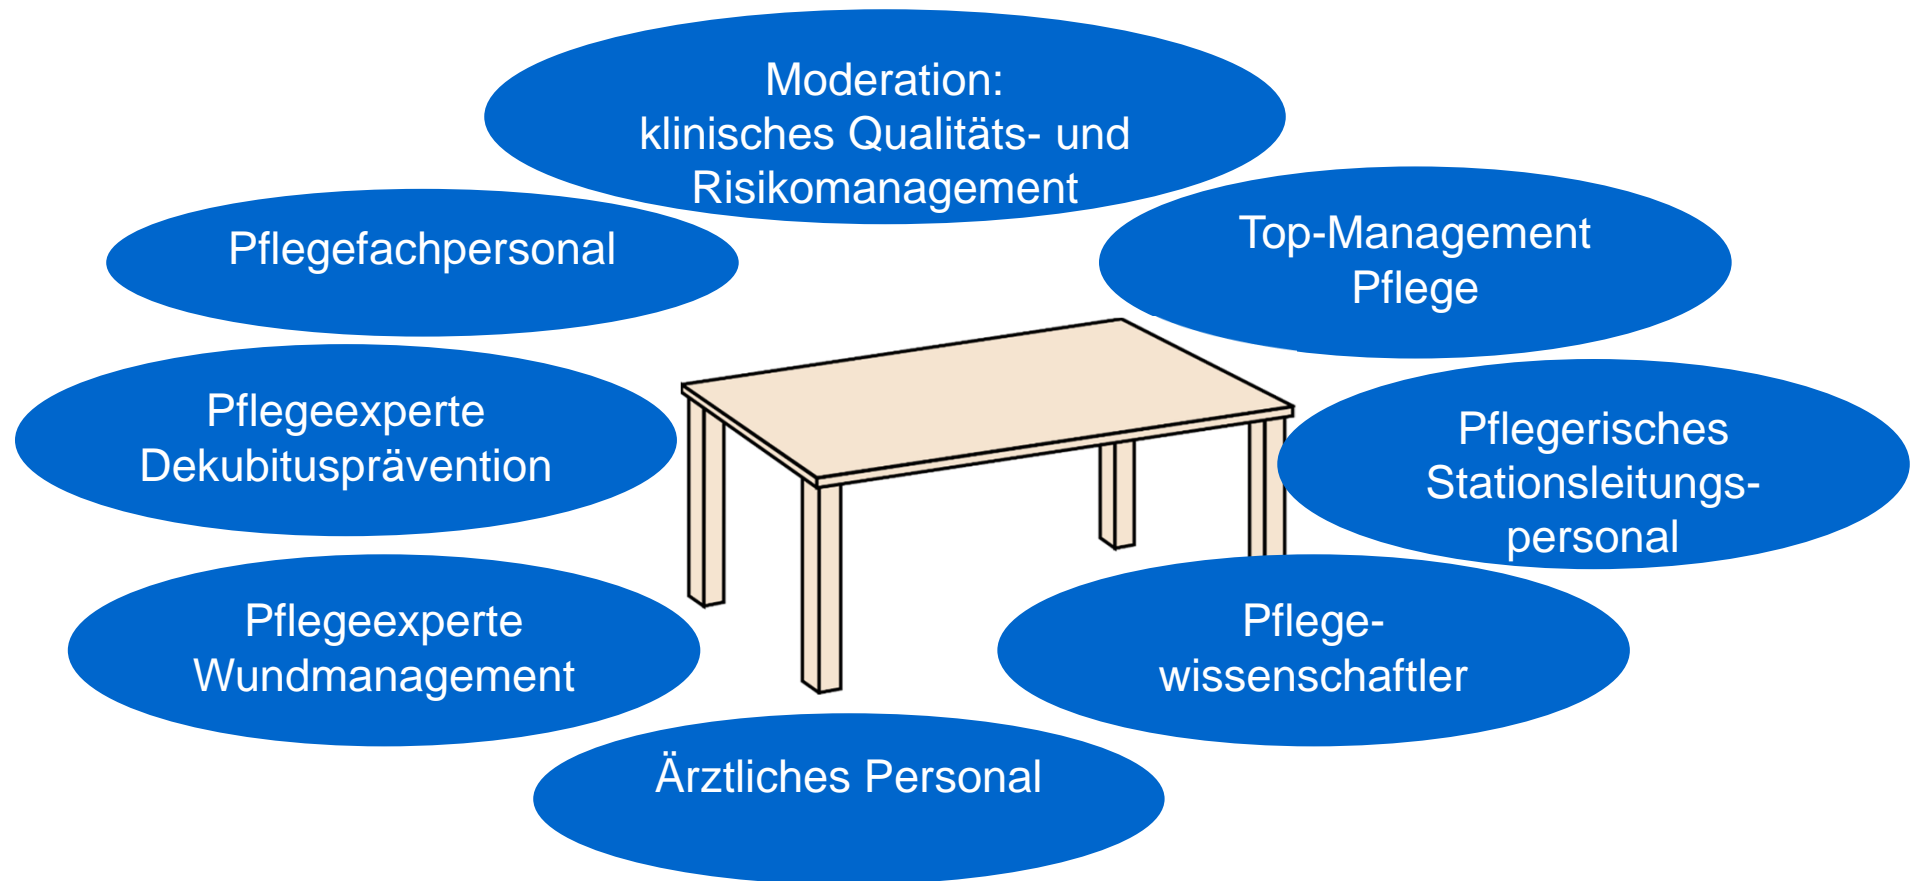 Moderation:
klinisches Qualitäts- und
Risikomanagement
Pflegefachpersonal
Top-Management
Pflege
Pflegeexperte
Dekubitusprävention
Pflegerisches
Stationsleitungs-
personal
Pflegeexperte
Wundmanagement
Pflege-
wissenschaftler
Ärztliches Personal